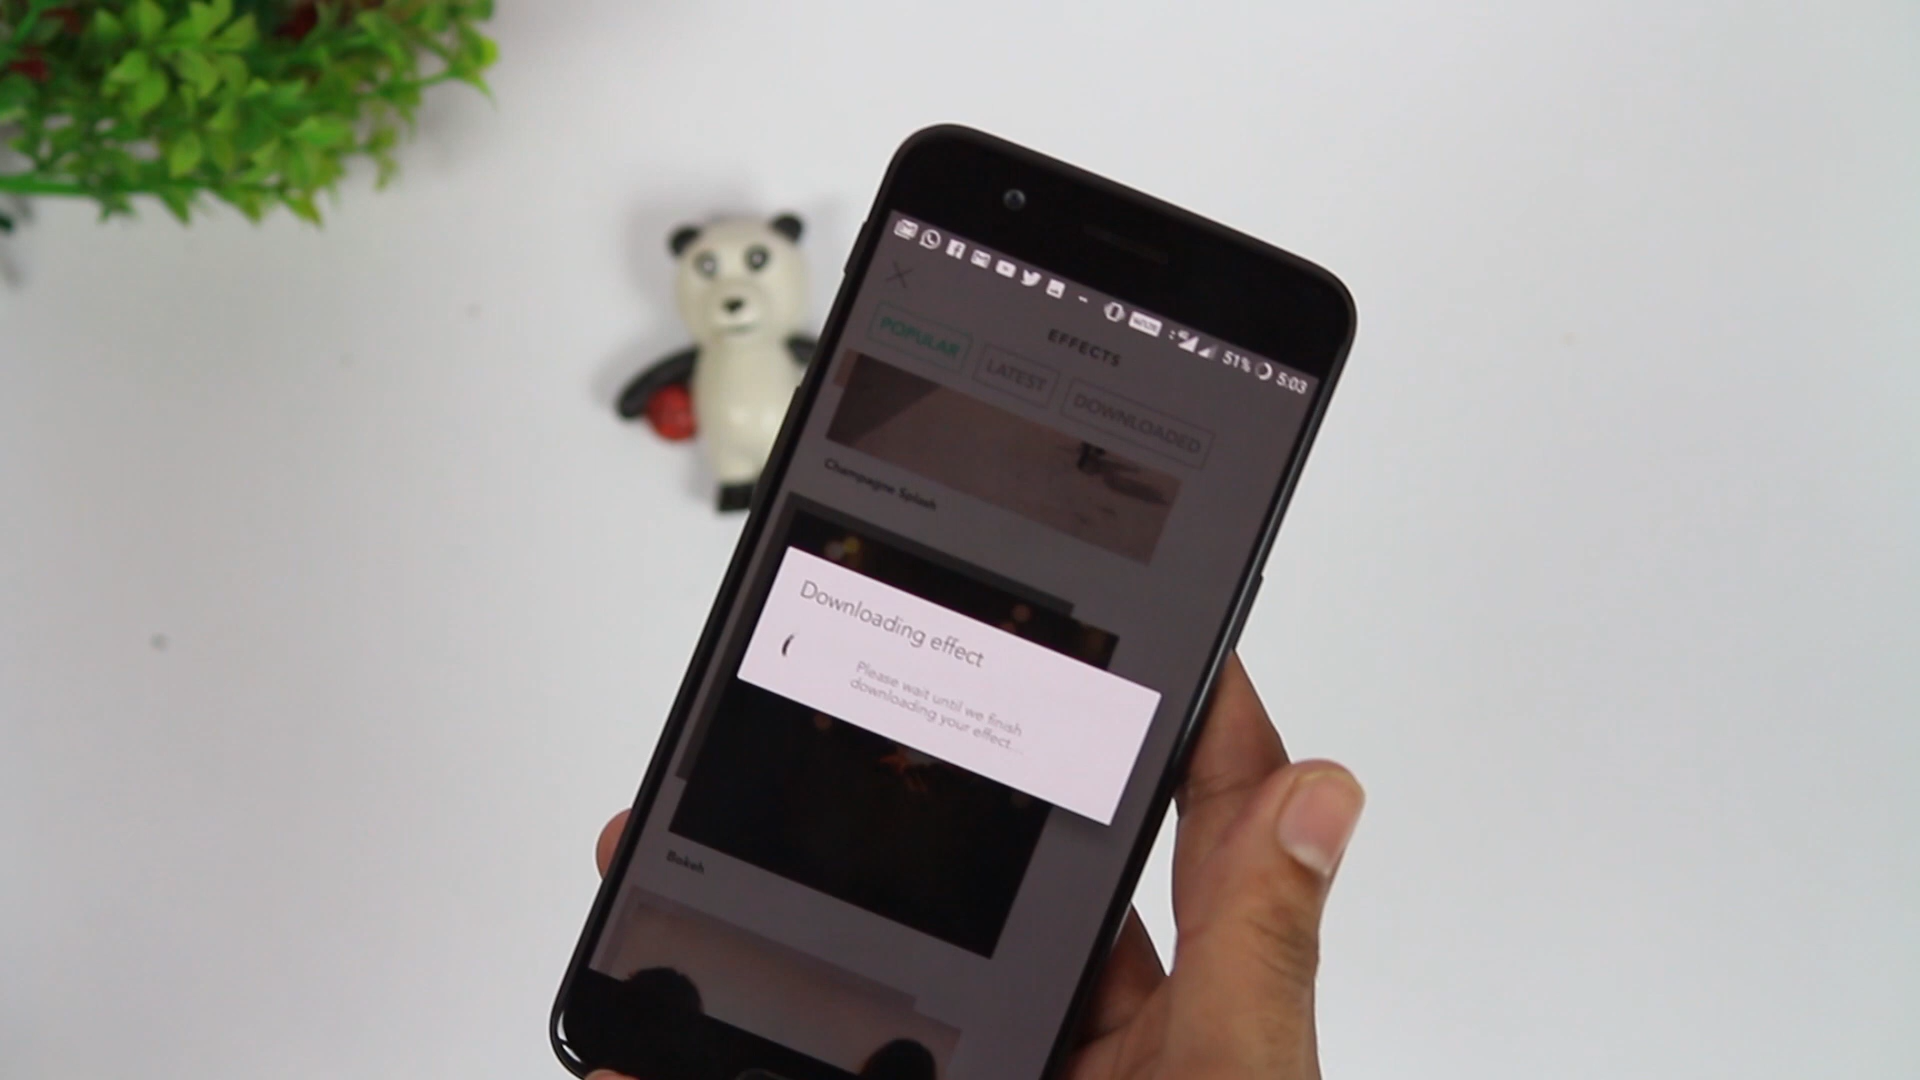 51% 5:03
EFFECTS
POPULAR
LATEST
DOWNLOADED
Champagne Splash
Downloading effect
Please wait until we finish
downloading your effect...
Bokeh